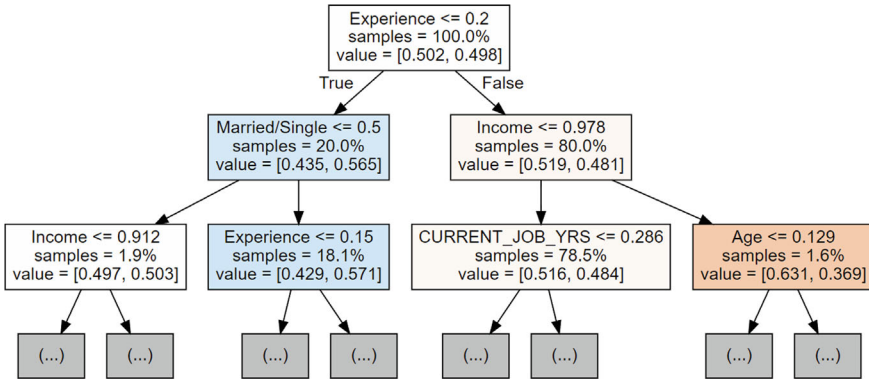 Experience <= 0.2
samples = 100.0%
value = [0.502, 0.498]
True
False
Married/Single <= 0.5
samples = 20.0%
value = [0.435, 0.565]
Income <= 0.978
samples = 80.0%
value = [0.519, 0.481]
Income <= 0.912
samples = 1.9%
value = [0.497, 0.503]
Experience <= 0.15
samples = 18.1%
value = [0.429, 0.571]
CURRENT_JOB_YRS <= 0.286
samples = 78.5%
value = [0.516, 0.484]
Age <= 0.129
samples = 1.6%
value = [0.631, 0.369]
(...)
(...)
(...)
(...)
(...)
(...)
(...)
(...)